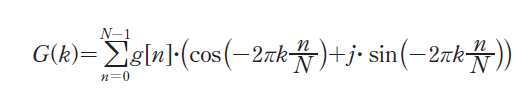 G(k)=∑_{n=0}^{N−1} g[n]·(cos(−2πk n/N)+j· sin(−2πk n/N))